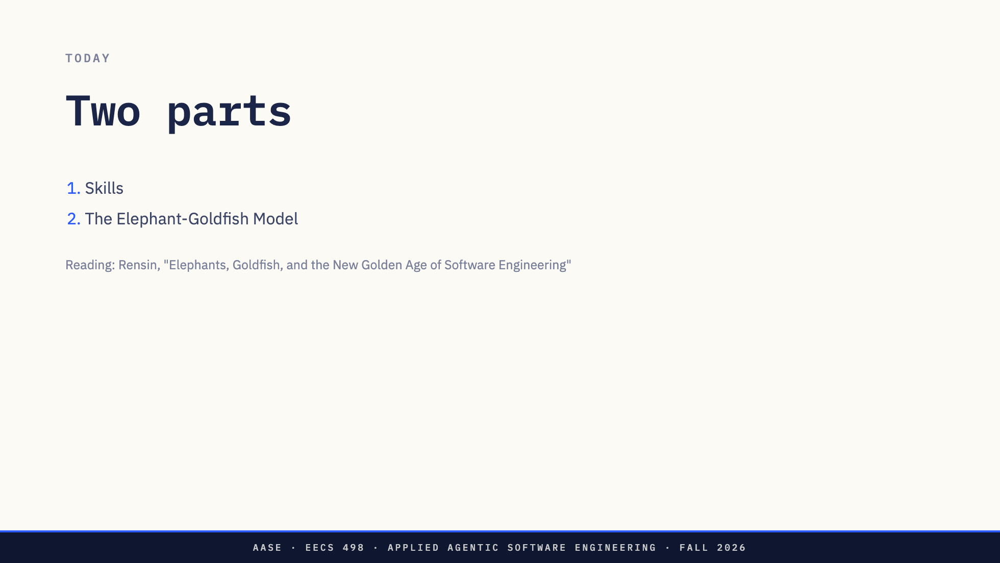 TODAY
Two parts
1. Skills
2. The Elephant-Goldfish Model
Reading: Rensin, "Elephants, Goldfish, and the New Golden Age of Software Engineering"
AASE · EECS 498 · APPLIED AGENTIC SOFTWARE ENGINEERING · FALL 2026